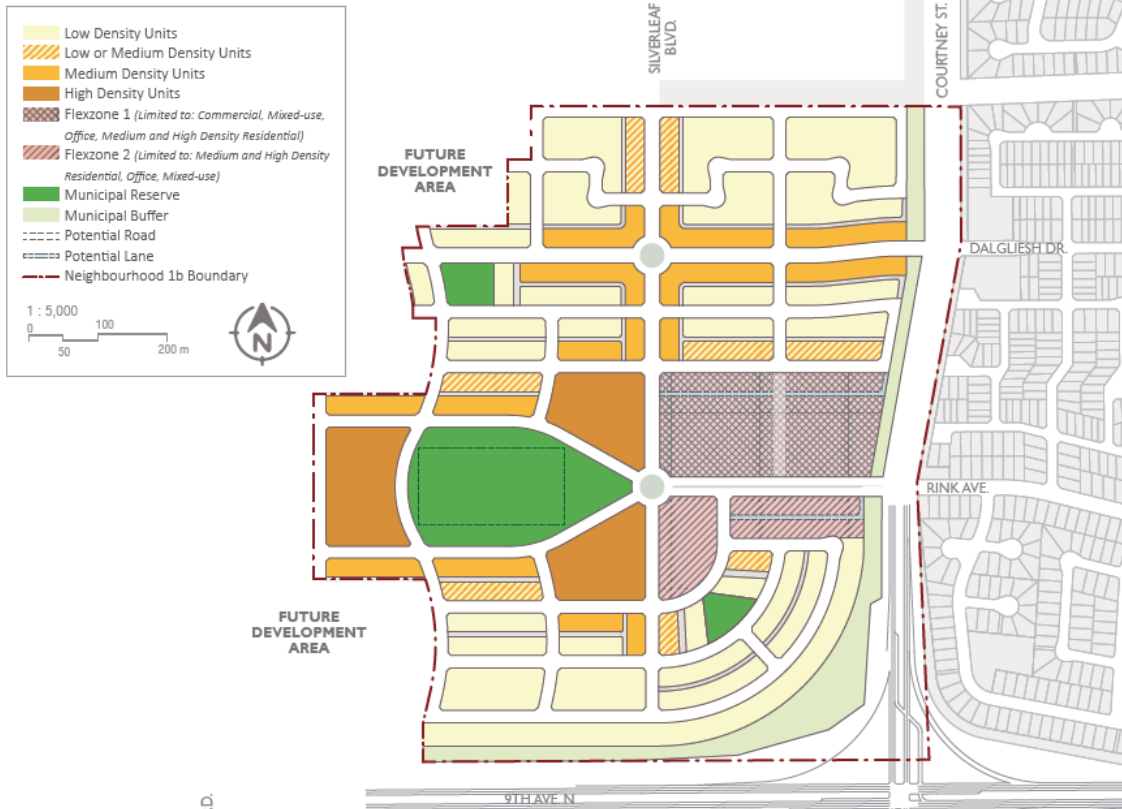 Low Density Units
Low or Medium Density Units
Medium Density Units
High Density Units
Flexzone 1 (Limited to: Commercial, Mixed-use,
Office, Medium and High Density Residential)
Flexzone 2 (Limited to: Medium and High Density
Residential, Office, Mixed-use)
Municipal Reserve
Municipal Buffer
Potential Road
Potential Lane
Neighbourhood 1b Boundary
1 : 5,000
0
100
50
200 m
N
SILVERLEAF
BLVD.
COURTNEY ST.
FUTURE
DEVELOPMENT
AREA
DALGLIESH DR.
RINK AVE.
FUTURE
DEVELOPMENT
AREA
9TH AVE. N